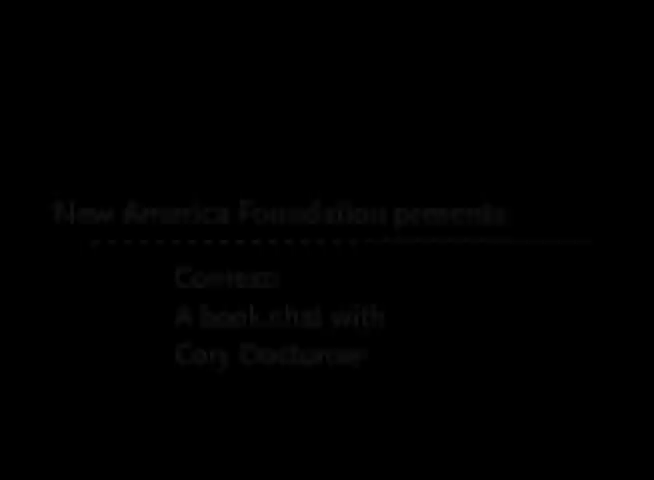 New America Foundation presents
Context:
A book chat with
Cory Doctorow